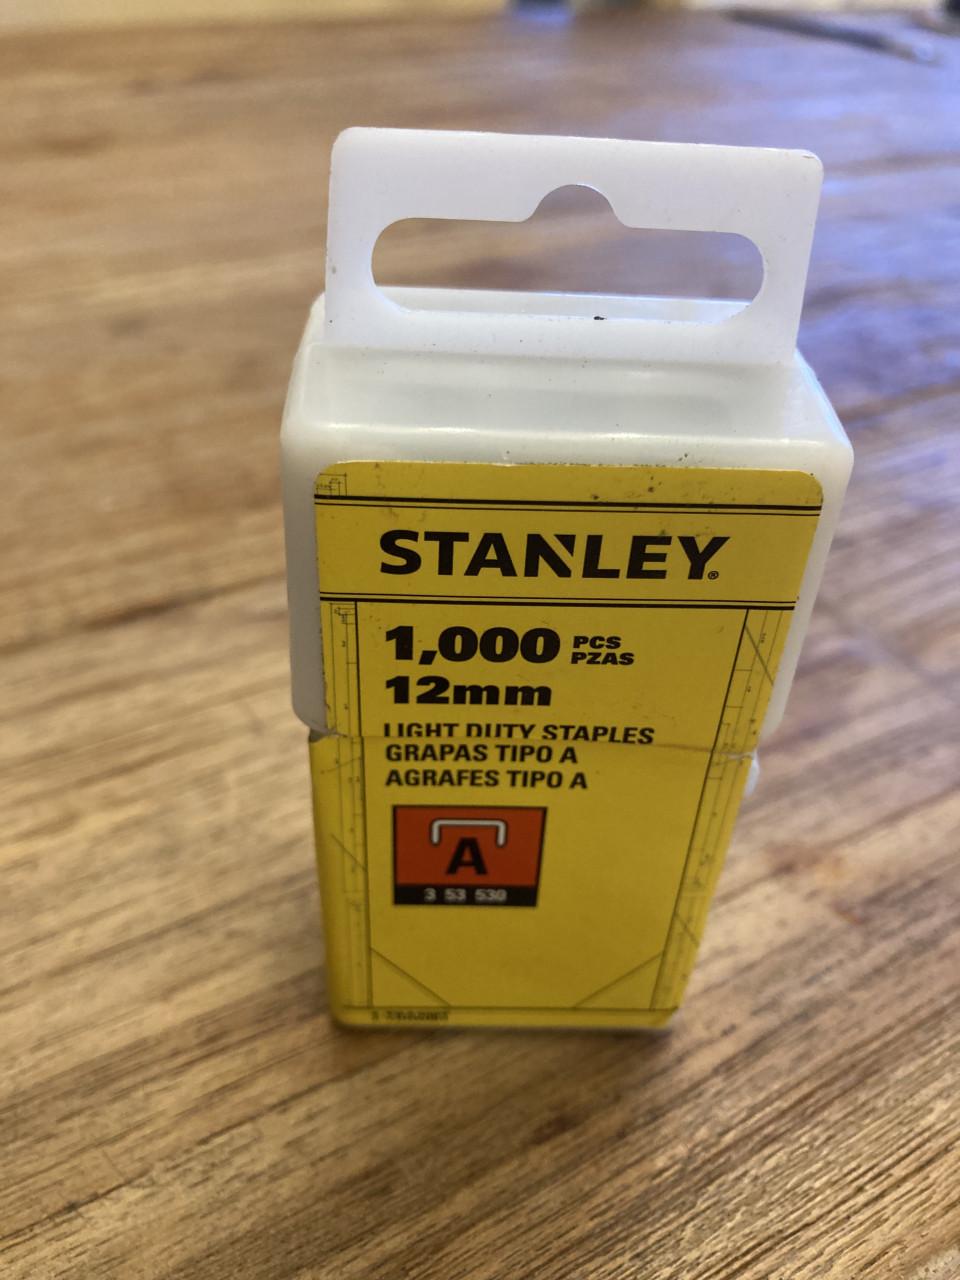 STANLEY®
1,000 PCS
PZAS
12mm
LIGHT DUTY STAPLES
GRAPAS TIPO A
AGRAFES TIPO A
A
3 53 530